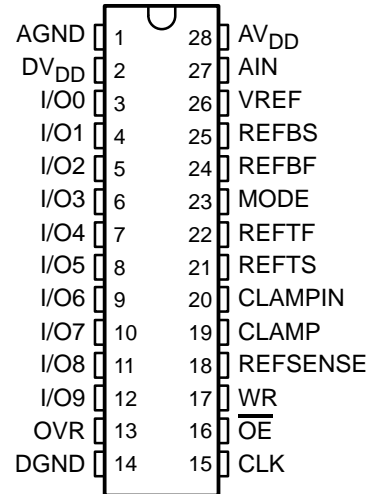 AGND 1 28 AVDD
DVDD 2 27 AIN
I/O0 3 26 VREF
I/O1 4 25 REFBS
I/O2 5 24 REFBF
I/O3 6 23 MODE
I/O4 7 22 REFTF
I/O5 8 21 REFTS
I/O6 9 20 CLAMPIN
I/O7 10 19 CLAMP
I/O8 11 18 REFSENSE
I/O9 12 17 WR
OVR 13 16 O̅E̅
DGND 14 15 CLK